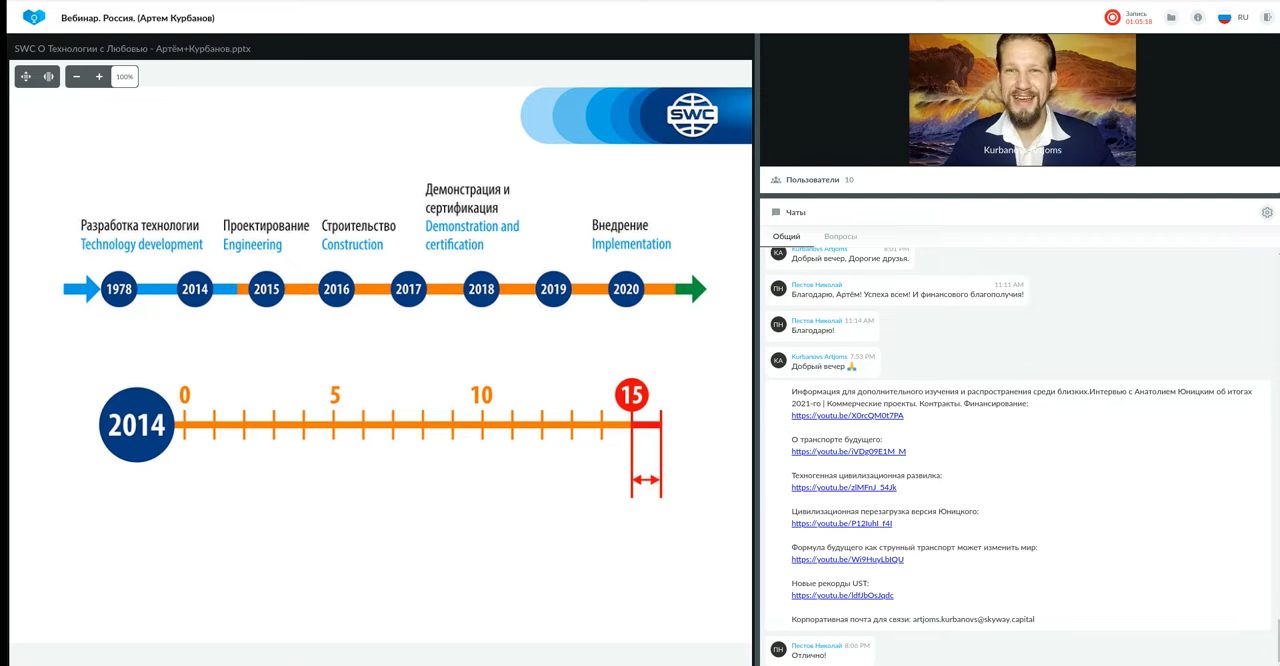 Вебинар. Россия. (Артем Курбанов)
Запись
01:05:18
RU
SWC О Технологии с Любовью - Артём+Курбанов.pptx
100%
SWC
Разработка технологии
Technology development
Проектирование
Engineering
Строительство
Construction
Демонстрация и
сертификация
Demonstration and
certification
Внедрение
Implementation
1978
2014
2015
2016
2017
2018
2019
2020
0
5
10
15
2014
Пользователи 10
Чаты
Общий
Вопросы
KA
Kurbanovs Artjoms 8:01 PM
Добрый вечер, Дорогие друзья.
ПН
Пестов Николай 11:11 AM
Благодарю, Артём! Успеха всем! И финансового благополучия!
ПН
Пестов Николай 11:14 AM
Благодарю!
KA
Kurbanovs Artjoms 7:53 PM
Добрый вечер 🙏
Информация для дополнительного изучения и распространения среди близких.Интервью с Анатолием Юницким об итогах
2021-го | Коммерческие проекты. Контракты. Финансирование:
https://youtu.be/X0rcQM0t7PA
О транспорте будущего:
https://youtu.be/iVDg09E1M_M
Техногенная цивилизационная развилка:
https://youtu.be/zlMFnJ_54Jk
Цивилизационная перезагрузка версия Юницкого:
https://youtu.be/P12IuhI_f4I
Формула будущего как струнный транспорт может изменить мир:
https://youtu.be/Wi9HuyLbIQU
Новые рекорды UST:
https://youtu.be/ldfJbOsJqdc
Корпоративная почта для связи: artjoms.kurbanovs@skyway.capital
ПН
Пестов Николай 8:06 PM
Отлично!